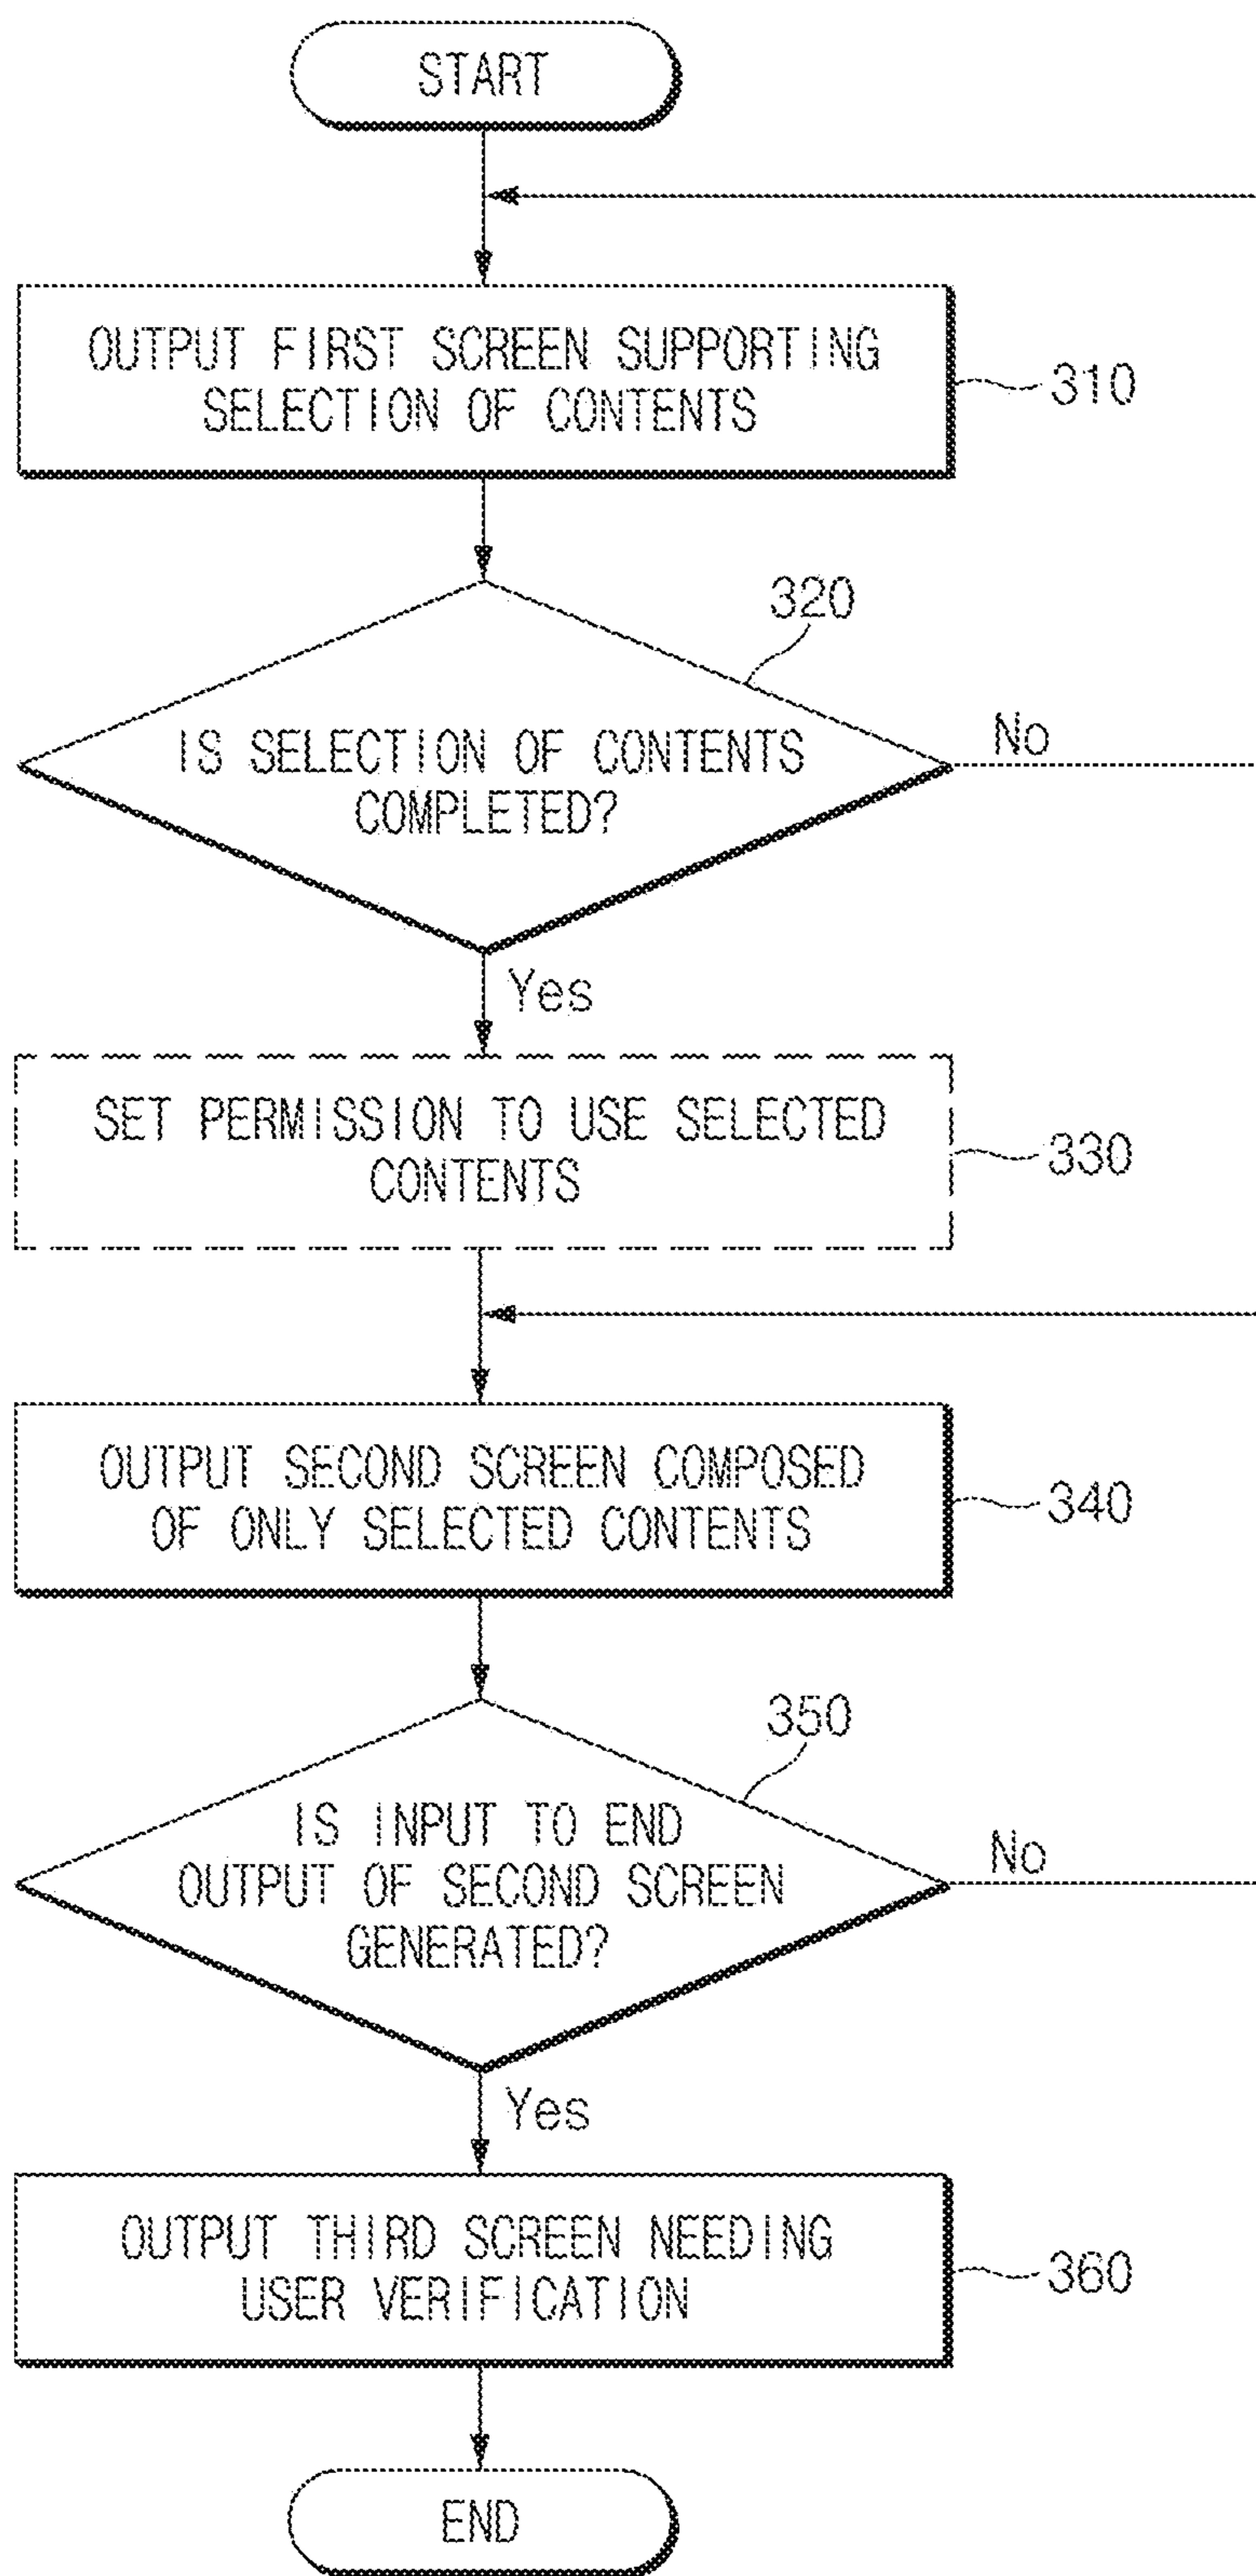 START
OUTPUT FIRST SCREEN SUPPORTING
SELECTION OF CONTENTS
310
320
IS SELECTION OF CONTENTS
COMPLETED?
No
Yes
SET PERMISSION TO USE SELECTED
CONTENTS
330
OUTPUT SECOND SCREEN COMPOSED
OF ONLY SELECTED CONTENTS
340
350
IS INPUT TO END
OUTPUT OF SECOND SCREEN
GENERATED?
No
Yes
OUTPUT THIRD SCREEN NEEDING
USER VERIFICATION
360
END